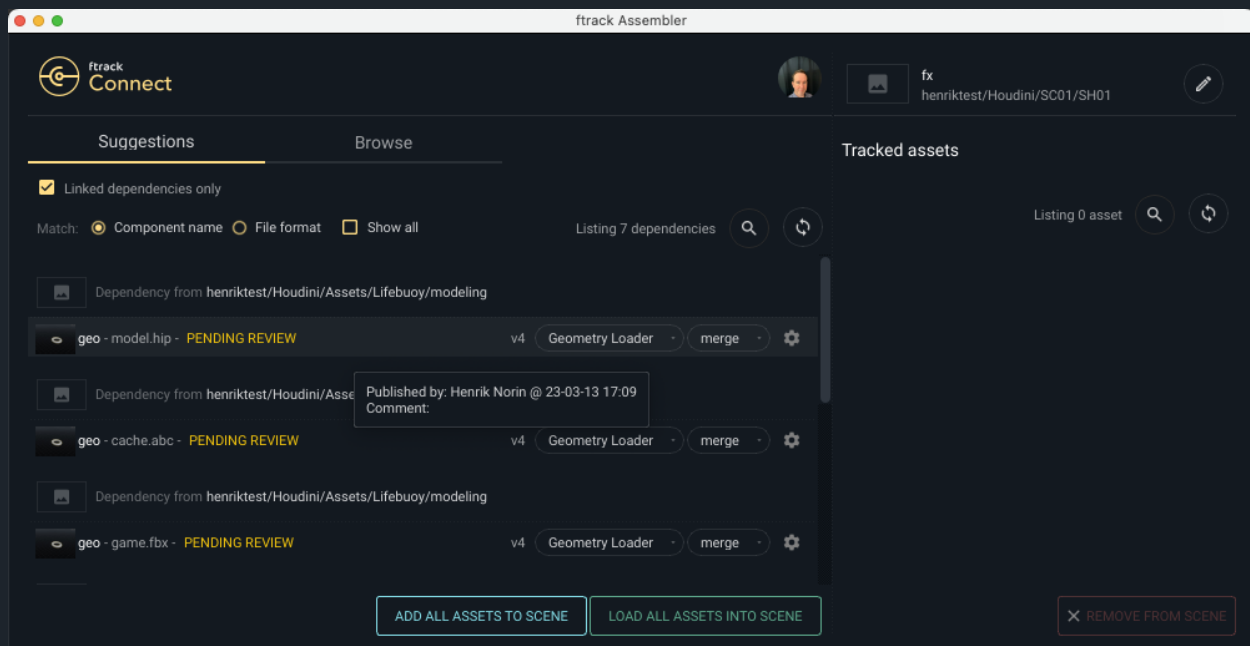 ftrack Assembler
ftrack
Connect
fx
henriktest/Houdini/SC01/SH01
Suggestions
Browse
Tracked assets
Linked dependencies only
Match: Component name File format Show all
Listing 7 dependencies
Listing 0 asset
Dependency from henriktest/Houdini/Assets/Lifebuoy/modeling
geo - model.hip - PENDING REVIEW v4 Geometry Loader merge
Dependency from henriktest/Houdini/Asse
Published by: Henrik Norin @ 23-03-13 17:09
Comment:
geo - cache.abc - PENDING REVIEW v4 Geometry Loader merge
Dependency from henriktest/Houdini/Assets/Lifebuoy/modeling
geo - game.fbx - PENDING REVIEW v4 Geometry Loader merge
ADD ALL ASSETS TO SCENE
LOAD ALL ASSETS INTO SCENE
REMOVE FROM SCENE